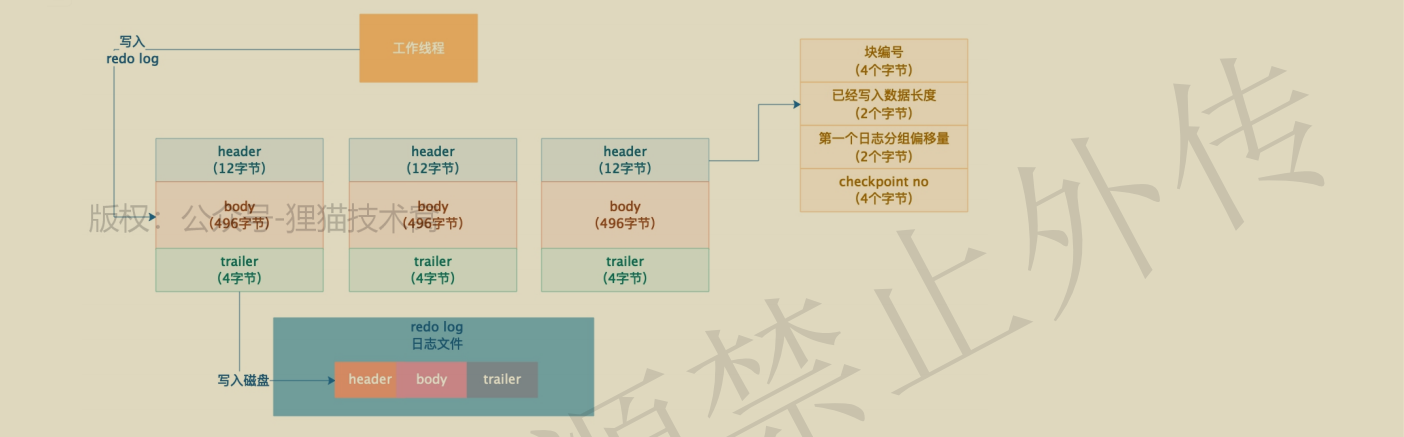 写入
redo log
工作线程
块编号
(4个字节)
已经写入数据长度
(2个字节)
第一个日志分组偏移量
(2个字节)
checkpoint no
(4个字节)
header
(12字节)
header
(12字节)
header
(12字节)
body
(496字节)
body
(496字节)
body
(496字节)
版权：公众号-狸猫技术窝
trailer
(4字节)
trailer
(4字节)
trailer
(4字节)
redo log
日志文件
写入磁盘
header
body
trailer
源禁止外传